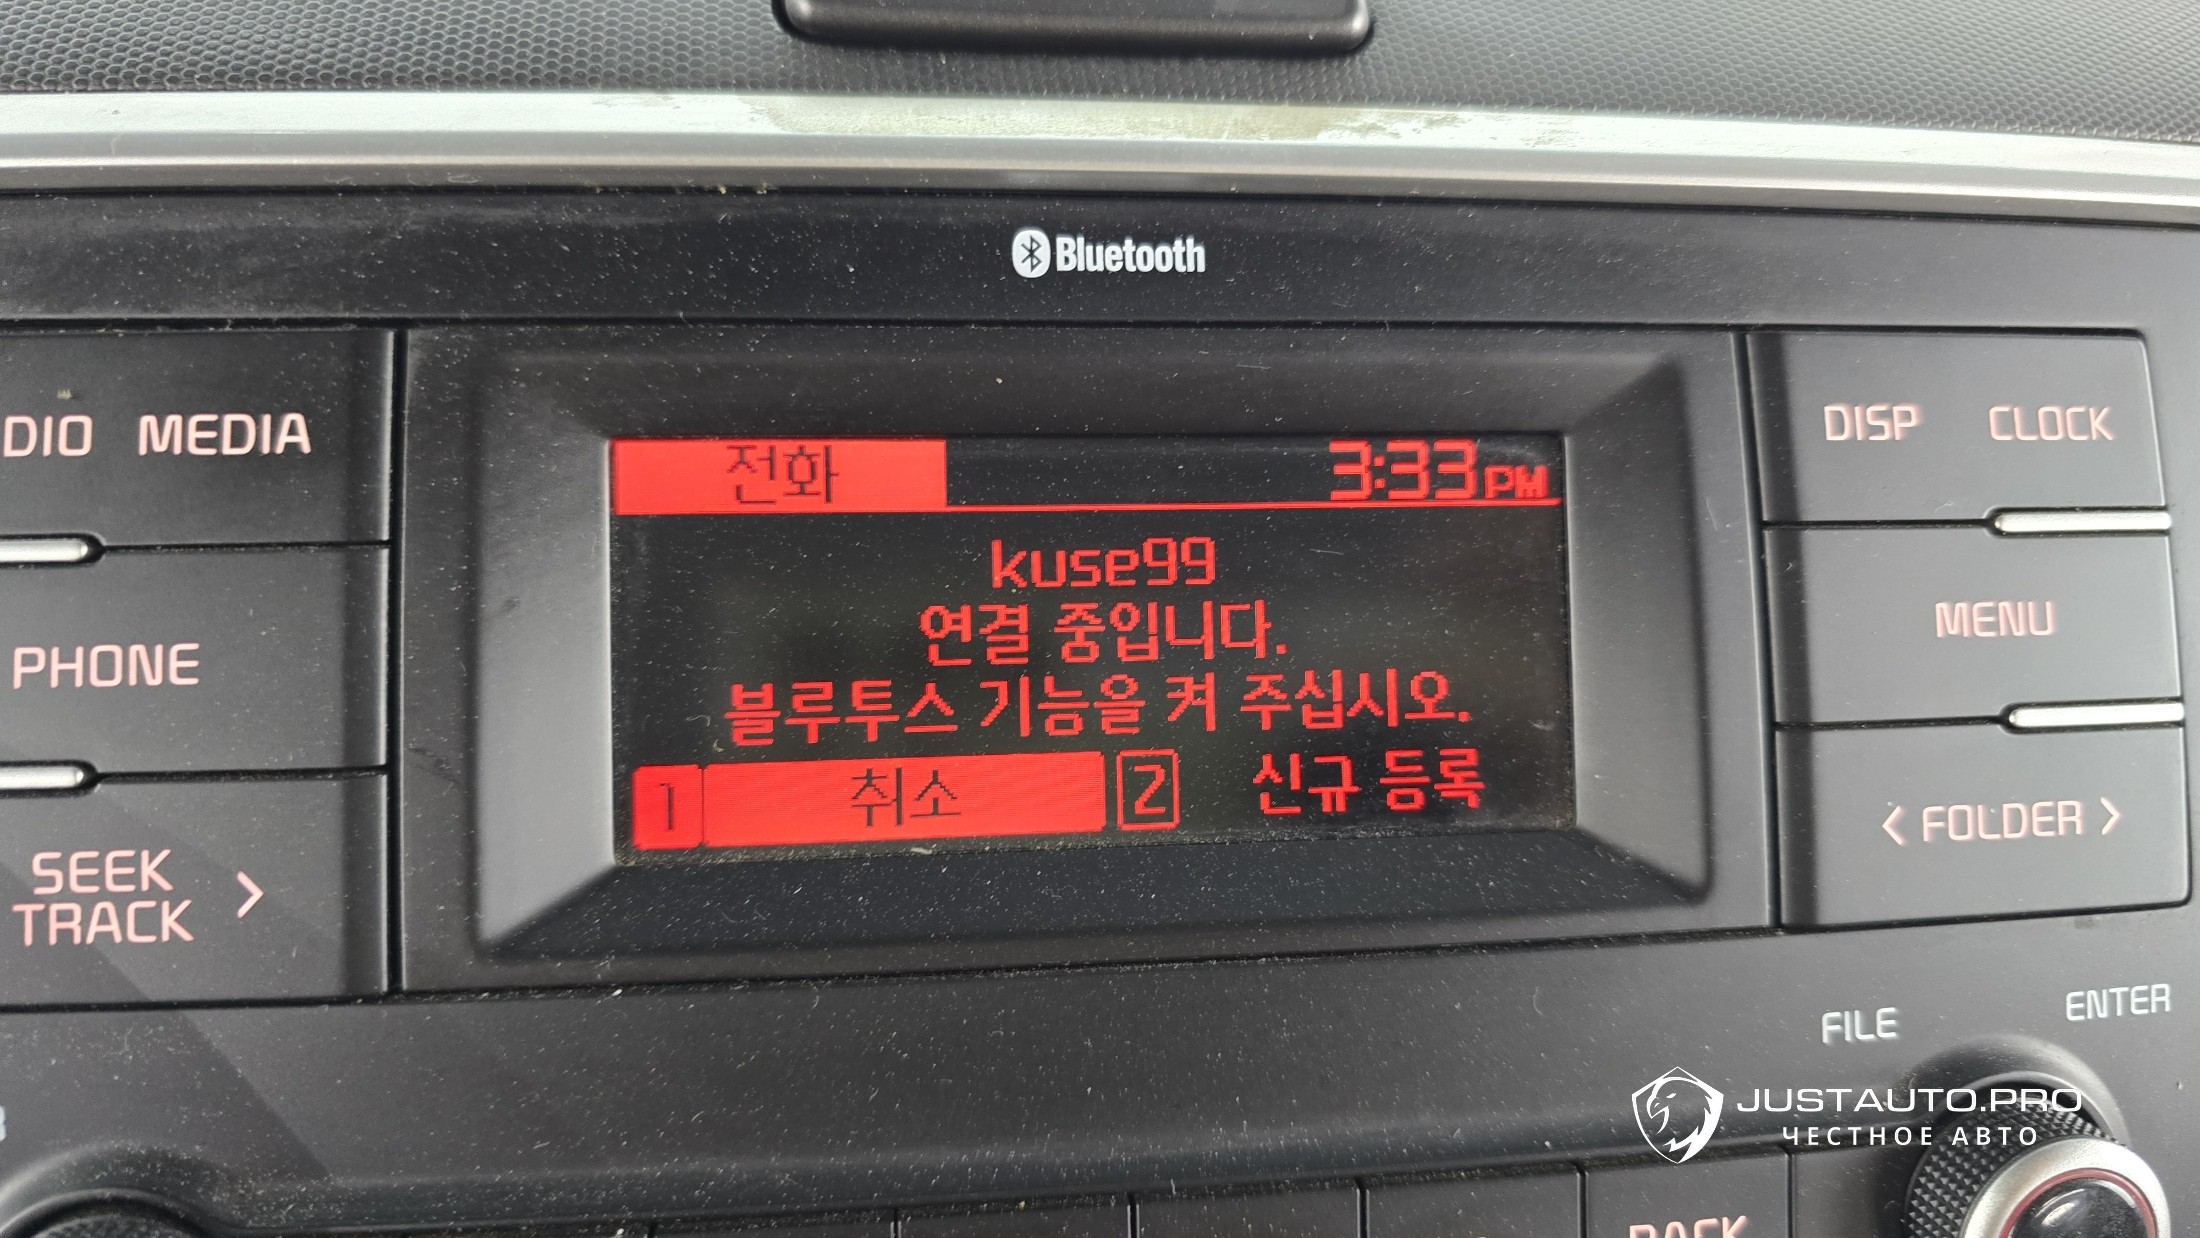 Bluetooth
MEDIA
DISP CLOCK
전화 3:33PM
kuse99
연결 중입니다.
블루투스 기능을 켜 주십시오.
1 취소 2 신규 등록
PHONE
MENU
SEEK
TRACK >
< FOLDER >
FILE
ENTER
JUSTAUTO.PRO
ЧЕСТНОЕ АВТО